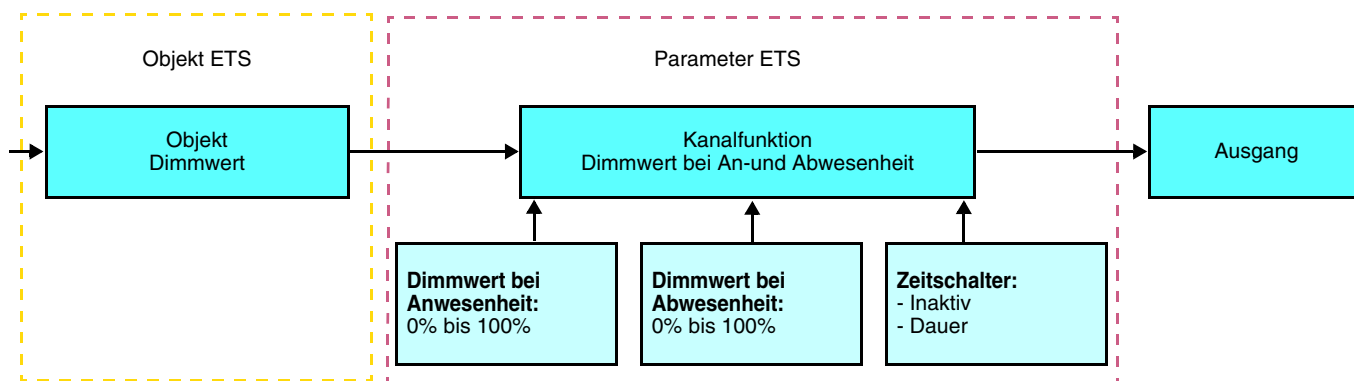 Objekt ETS
Parameter ETS
Objekt
Dimmwert
Kanalfunktion
Dimmwert bei An-und Abwesenheit
Ausgang
Dimmwert bei
Anwesenheit:
0% bis 100%
Dimmwert bei
Abwesenheit:
0% bis 100%
Zeitschalter:
- Inaktiv
- Dauer